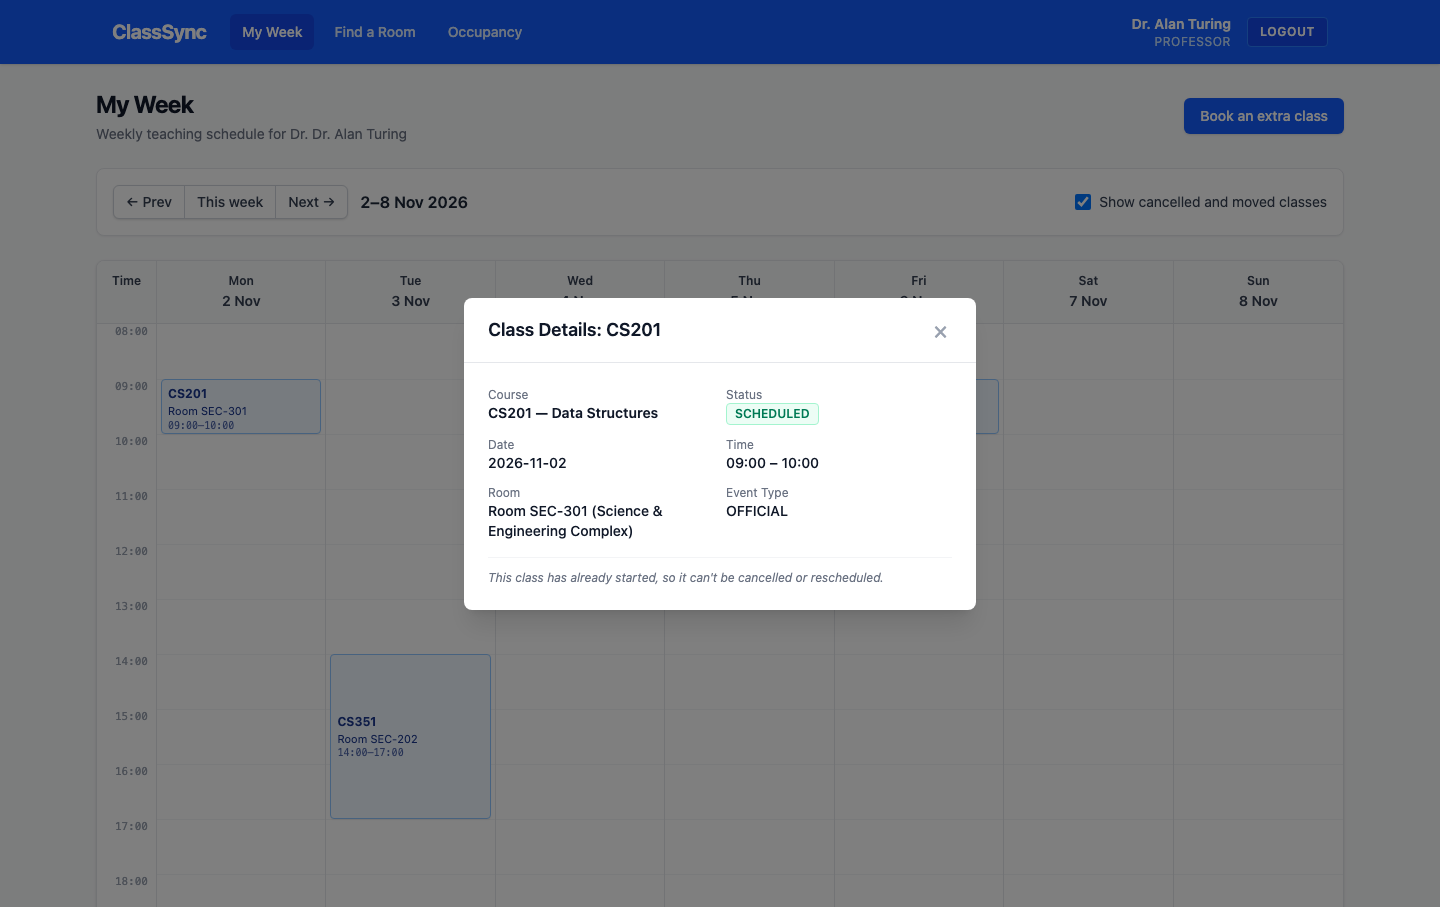 ClassSync
My Week
Find a Room
Occupancy
Dr. Alan Turing
PROFESSOR
LOGOUT
My Week
Weekly teaching schedule for Dr. Dr. Alan Turing
Book an extra class
← Prev
This week
Next →
2–8 Nov 2026
Show cancelled and moved classes
Time
Mon
2 Nov
Tue
3 Nov
Wed
Thu
Fri
Sat
7 Nov
Sun
8 Nov
08:00
09:00
10:00
11:00
12:00
13:00
14:00
15:00
16:00
17:00
18:00
CS201
Room SEC-301
09:00–10:00
CS351
Room SEC-202
14:00–17:00
Class Details: CS201
×
Course
CS201 — Data Structures
Status
SCHEDULED
Date
2026-11-02
Time
09:00 – 10:00
Room
Room SEC-301 (Science &
Engineering Complex)
Event Type
OFFICIAL
This class has already started, so it can't be cancelled or rescheduled.